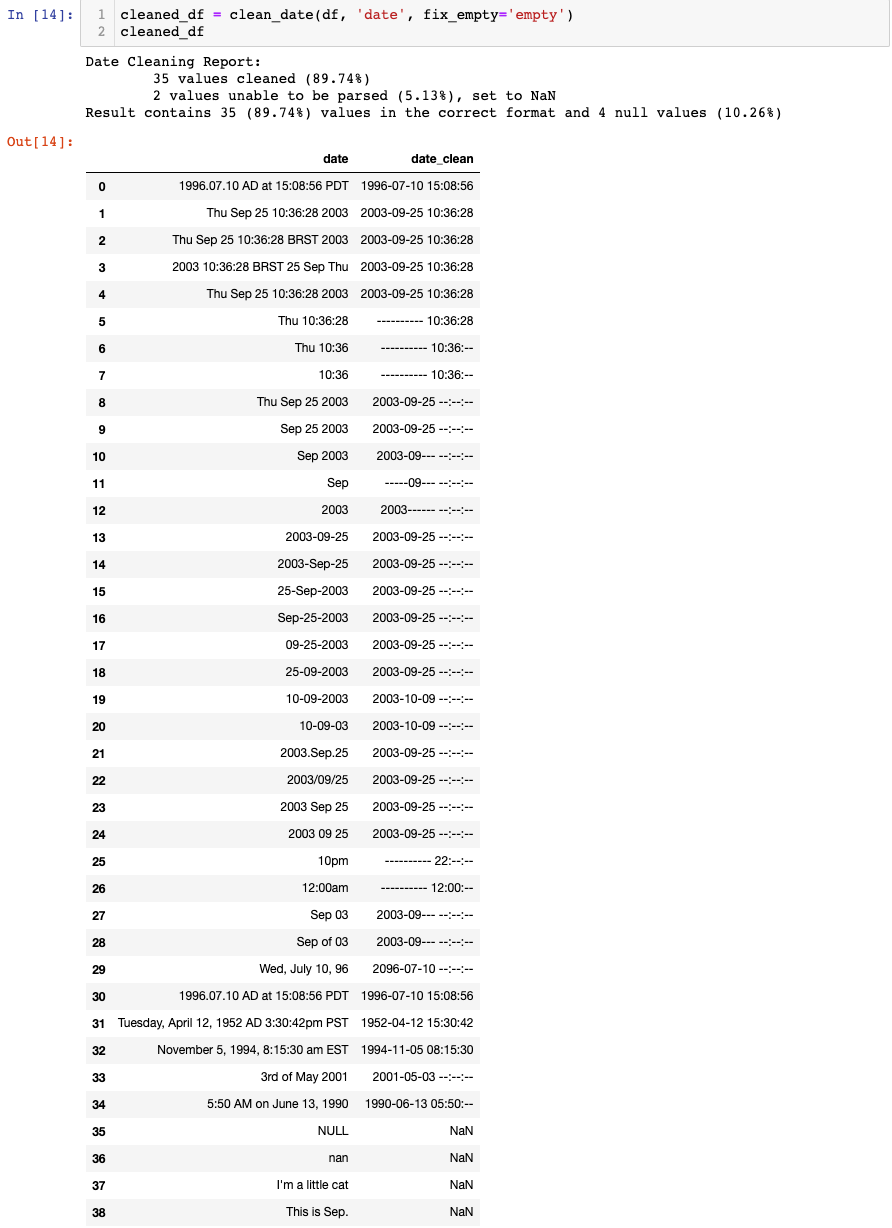 In [14]: 1 cleaned_df = clean_date(df, 'date', fix_empty='empty')
2 cleaned_df
Date Cleaning Report:
35 values cleaned (89.74%)
2 values unable to be parsed (5.13%), set to NaN
Result contains 35 (89.74%) values in the correct format and 4 null values (10.26%)
Out[14]:
date date_clean
0 1996.07.10 AD at 15:08:56 PDT 1996-07-10 15:08:56
1 Thu Sep 25 10:36:28 2003 2003-09-25 10:36:28
2 Thu Sep 25 10:36:28 BRST 2003 2003-09-25 10:36:28
3 2003 10:36:28 BRST 25 Sep Thu 2003-09-25 10:36:28
4 Thu Sep 25 10:36:28 2003 2003-09-25 10:36:28
5 Thu 10:36:28 ---------- 10:36:28
6 Thu 10:36 ---------- 10:36:--
7 10:36 ---------- 10:36:--
8 Thu Sep 25 2003 2003-09-25 --:--:--
9 Sep 25 2003 2003-09-25 --:--:--
10 Sep 2003 2003-09--- --:--:--
11 Sep -----09--- --:--:--
12 2003 2003------ --:--:--
13 2003-09-25 2003-09-25 --:--:--
14 2003-Sep-25 2003-09-25 --:--:--
15 25-Sep-2003 2003-09-25 --:--:--
16 Sep-25-2003 2003-09-25 --:--:--
17 09-25-2003 2003-09-25 --:--:--
18 25-09-2003 2003-09-25 --:--:--
19 10-09-2003 2003-10-09 --:--:--
20 10-09-03 2003-10-09 --:--:--
21 2003.Sep.25 2003-09-25 --:--:--
22 2003/09/25 2003-09-25 --:--:--
23 2003 Sep 25 2003-09-25 --:--:--
24 2003 09 25 2003-09-25 --:--:--
25 10pm ---------- 22:--:--
26 12:00am ---------- 12:00:--
27 Sep 03 2003-09--- --:--:--
28 Sep of 03 2003-09--- --:--:--
29 Wed, July 10, 96 2096-07-10 --:--:--
30 1996.07.10 AD at 15:08:56 PDT 1996-07-10 15:08:56
31 Tuesday, April 12, 1952 AD 3:30:42pm PST 1952-04-12 15:30:42
32 November 5, 1994, 8:15:30 am EST 1994-11-05 08:15:30
33 3rd of May 2001 2001-05-03 --:--:--
34 5:50 AM on June 13, 1990 1990-06-13 05:50:--
35 NULL NaN
36 nan NaN
37 I'm a little cat NaN
38 This is Sep. NaN